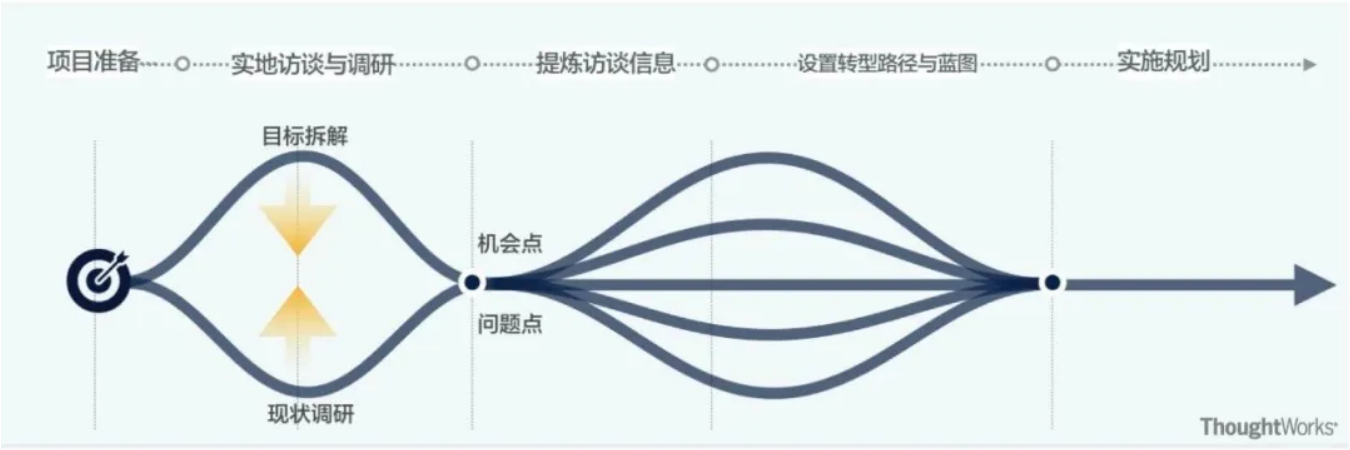 项目准备
实地访谈与调研
提炼访谈信息
设置转型路径与蓝图
实施规划
目标拆解
机会点
问题点
现状调研
ThoughtWorks®